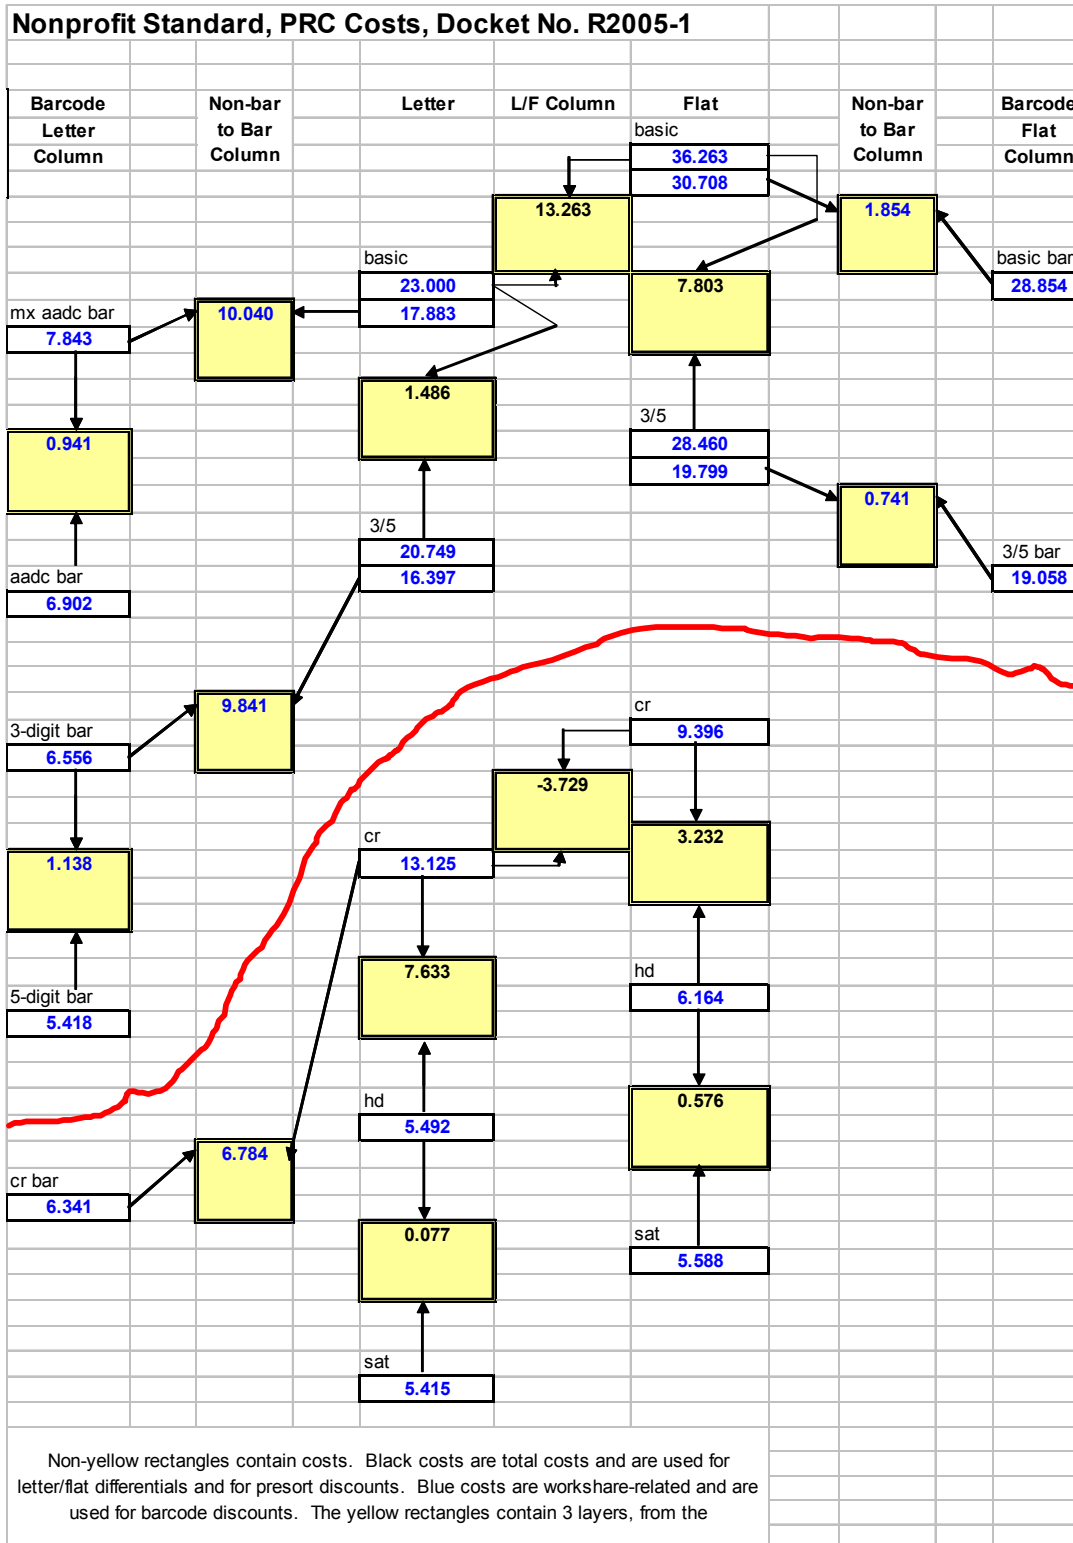 Nonprofit Standard, PRC Costs, Docket No. R2005-1
Barcode Non-bar Letter L/F Column Flat Non-bar Barcode
Letter to Bar basic to Bar Flat
Column Column 36.263 Column Column
30.708
13.263 1.854
basic basic bar
23.000 7.803 28.854
mx aadc bar 10.040 17.883
7.843
1.486
0.941 3/5
28.460
19.799
3/5 0.741
20.749 3/5 bar
aadc bar 16.397 19.058
6.902
9.841 cr
3-digit bar 9.396
6.556
-3.729
cr 3.232
1.138 13.125
7.633 hd
5-digit bar 6.164
5.418
hd 0.576
5.492
6.784
cr bar
6.341
0.077 sat
5.588
sat
5.415
Non-yellow rectangles contain costs. Black costs are total costs and are used for
letter/flat differentials and for presort discounts. Blue costs are workshare-related and are
used for barcode discounts. The yellow rectangles contain 3 layers, from the